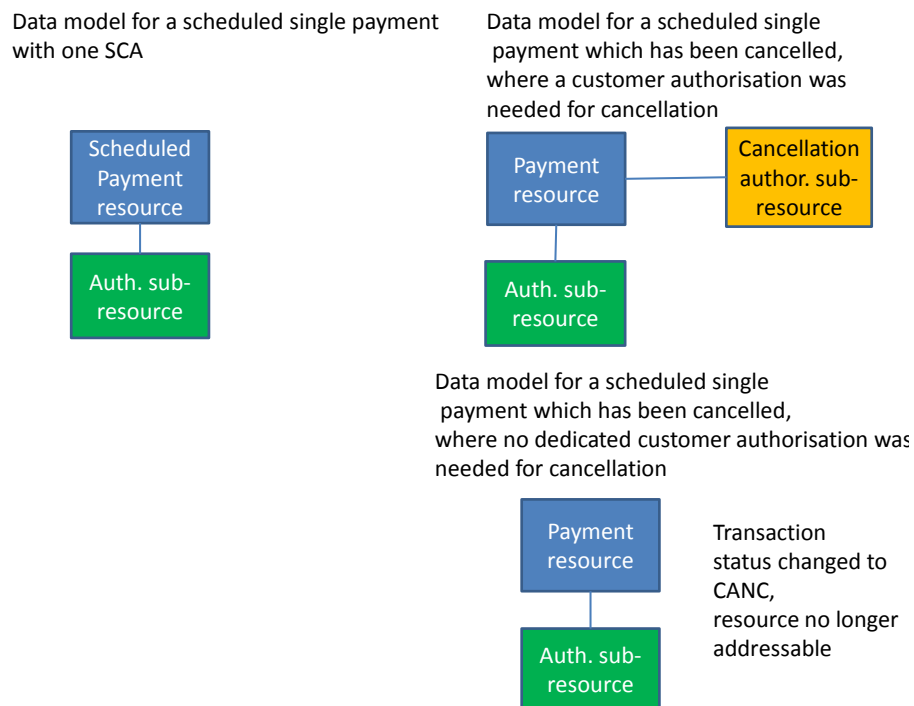 Data model for a scheduled single payment
with one SCA
Scheduled
Payment
resource
Auth. sub-
resource
Data model for a scheduled single
payment which has been cancelled,
where a customer authorisation was
needed for cancellation
Payment
resource
Cancellation
author. sub-
resource
Auth. sub-
resource
Data model for a scheduled single
payment which has been cancelled,
where no dedicated customer authorisation was
needed for cancellation
Payment
resource
Transaction
status changed to
CANC,
resource no longer
addressable
Auth. sub-
resource